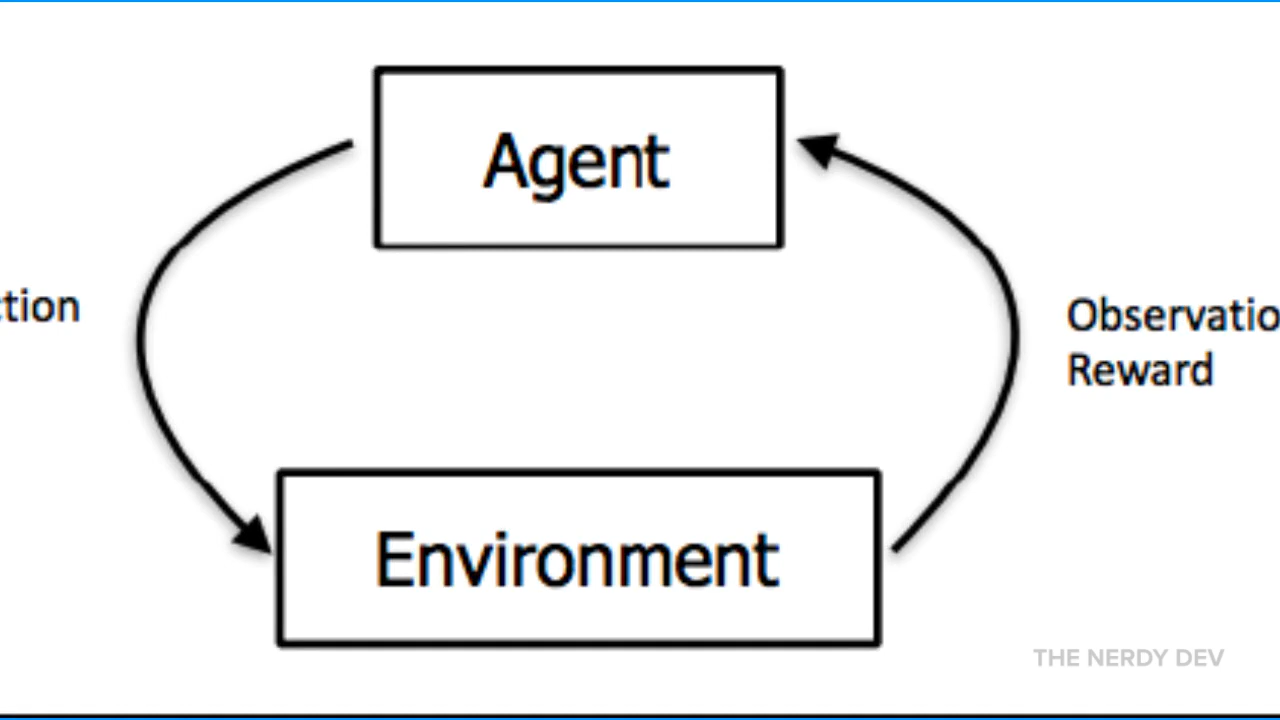 Agent
ction
Observatio
Reward
Environment
THE NERDY DEV